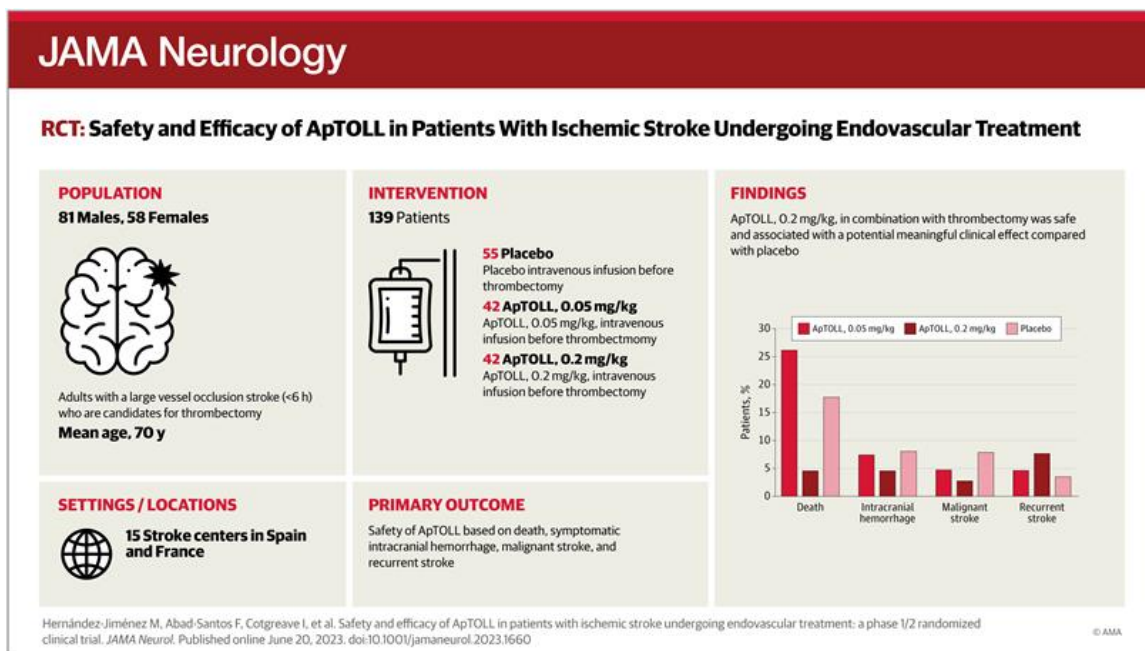 JAMA Neurology
RCT: Safety and Efficacy of ApTOLL in Patients With Ischemic Stroke Undergoing Endovascular Treatment
POPULATION
81 Males, 58 Females
Adults with a large vessel occlusion stroke (<6 h)
who are candidates for thrombectomy
Mean age, 70 y
SETTINGS / LOCATIONS
15 Stroke centers in Spain
and France
INTERVENTION
139 Patients
55 Placebo
Placebo intravenous infusion before
thrombectomy
42 ApTOLL, 0.05 mg/kg
ApTOLL, 0.05 mg/kg, intravenous
infusion before thrombectmomy
42 ApTOLL, 0.2 mg/kg
ApTOLL, 0.2 mg/kg, intravenous
infusion before thrombectomy
PRIMARY OUTCOME
Safety of ApTOLL based on death, symptomatic
intracranial hemorrhage, malignant stroke, and
recurrent stroke
FINDINGS
ApTOLL, 0.2 mg/kg, in combination with thrombectomy was safe
and associated with a potential meaningful clinical effect compared
with placebo
ApTOLL, 0.05 mg/kg ApTOLL, 0.2 mg/kg Placebo
Patients, %
30
25
20
15
10
5
0
Death Intracranial Malignant Recurrent
hemorrhage stroke stroke
Hernández-Jiménez M, Abad-Santos F, Cotgreave I, et al. Safety and efficacy of ApTOLL in patients with ischemic stroke undergoing endovascular treatment: a phase 1/2 randomized
clinical trial. JAMA Neurol. Published online June 20, 2023. doi:10.1001/jamaneurol.2023.1660
© AMA